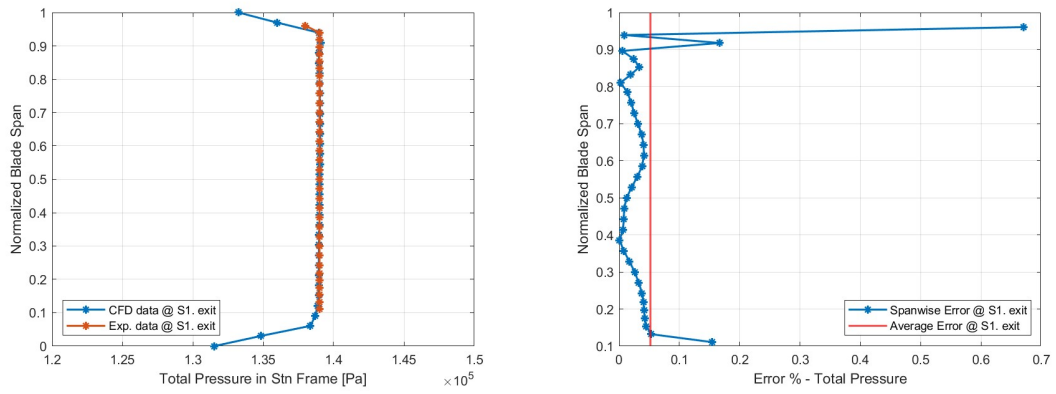 1
0.9
0.8
0.7
0.6
0.5
0.4
0.3
0.2
0.1
0
Normalized Blade Span
CFD data @ S1. exit
Exp. data @ S1. exit
1.2 1.25 1.3 1.35 1.4 1.45 1.5
Total Pressure in Stn Frame [Pa]
×10⁵
1
0.9
0.8
0.7
0.6
0.5
0.4
0.3
0.2
0.1
Normalized Blade Span
Spanwise Error @ S1. exit
Average Error @ S1. exit
0 0.1 0.2 0.3 0.4 0.5 0.6 0.7
Error % - Total Pressure